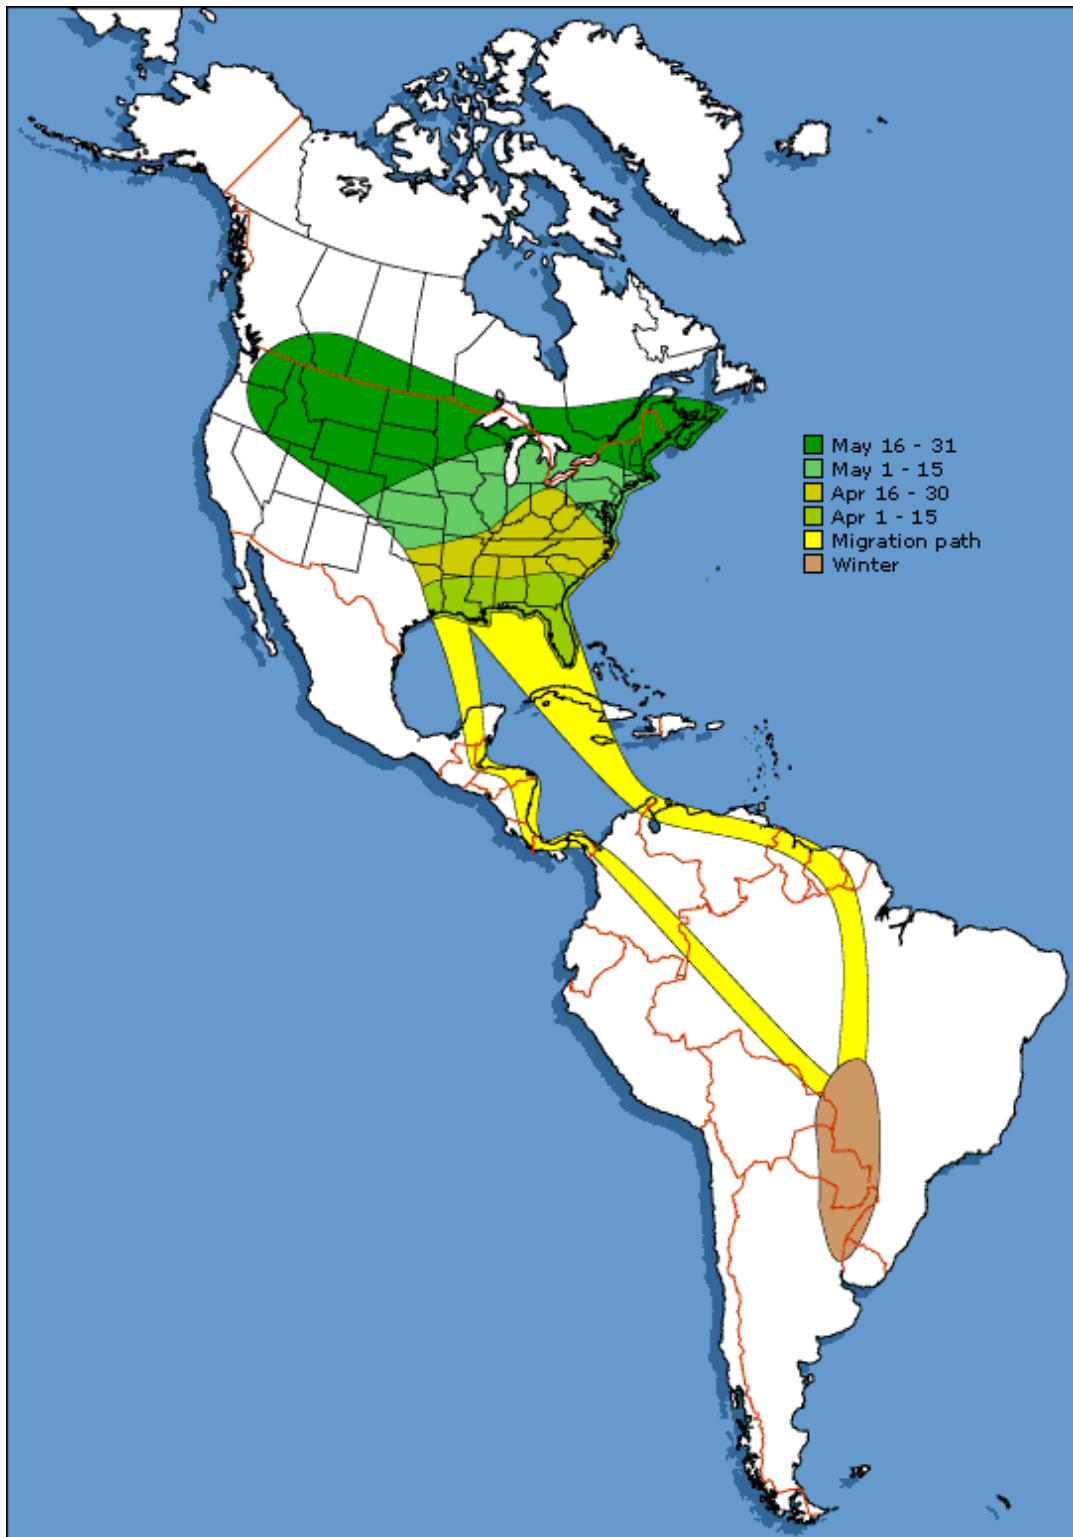 May 16 - 31
May 1 - 15
Apr 16 - 30
Apr 1 - 15
Migration path
Winter